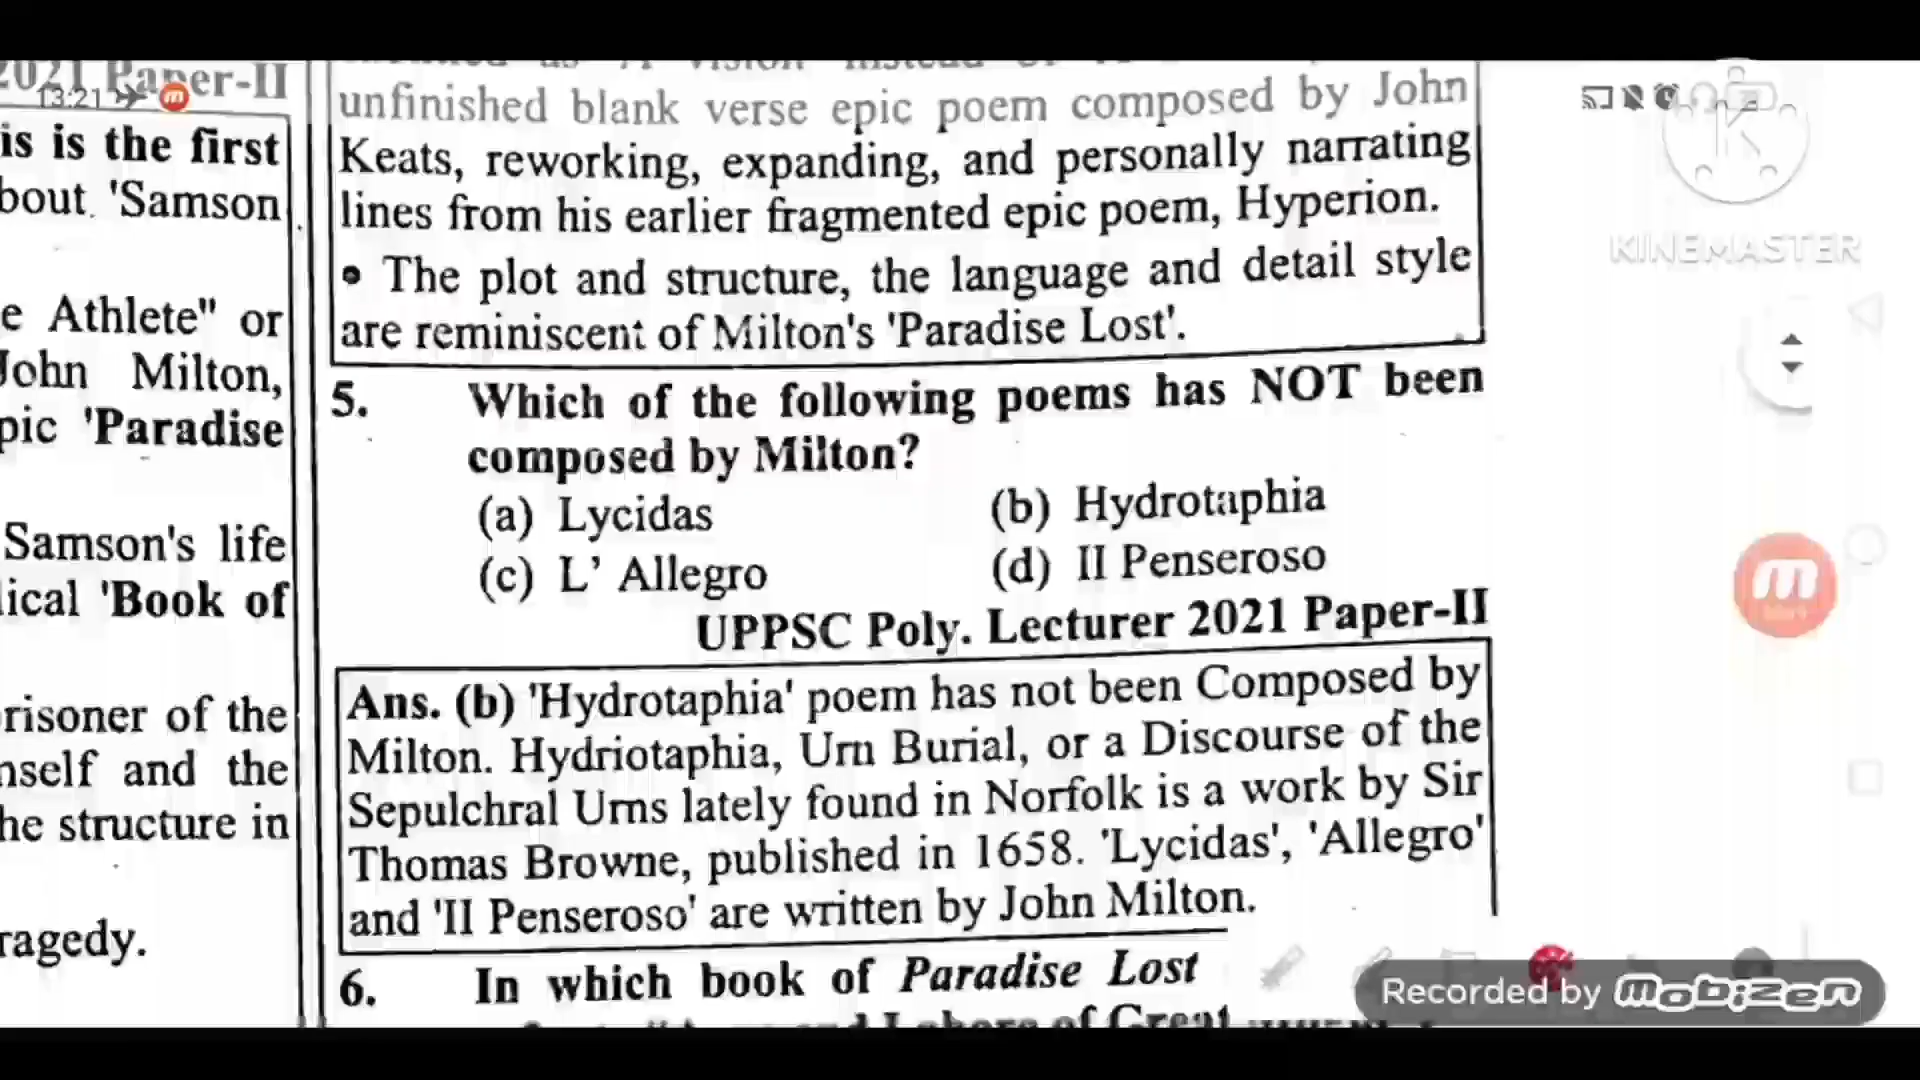 2021 Paper-II
13:21
is is the first
bout 'Samson
e Athlete" or
John Milton,
pic 'Paradise
Samson's life
lical 'Book of
risoner of the
nself and the
he structure in
ragedy.
unfinished blank verse epic poem composed by John
Keats, reworking, expanding, and personally narrating
lines from his earlier fragmented epic poem, Hyperion.
• The plot and structure, the language and detail style
are reminiscent of Milton's 'Paradise Lost'.
5. Which of the following poems has NOT been
composed by Milton?
(a) Lycidas (b) Hydrotaphia
(c) L' Allegro (d) II Penseroso
UPPSC Poly. Lecturer 2021 Paper-II
Ans. (b) 'Hydrotaphia' poem has not been Composed by
Milton. Hydriotaphia, Urn Burial, or a Discourse of the
Sepulchral Urns lately found in Norfolk is a work by Sir
Thomas Browne, published in 1658. 'Lycidas', 'Allegro'
and 'II Penseroso' are written by John Milton.
6. In which book of Paradise Lost
K
KINEMASTER
Recorded by mobizen